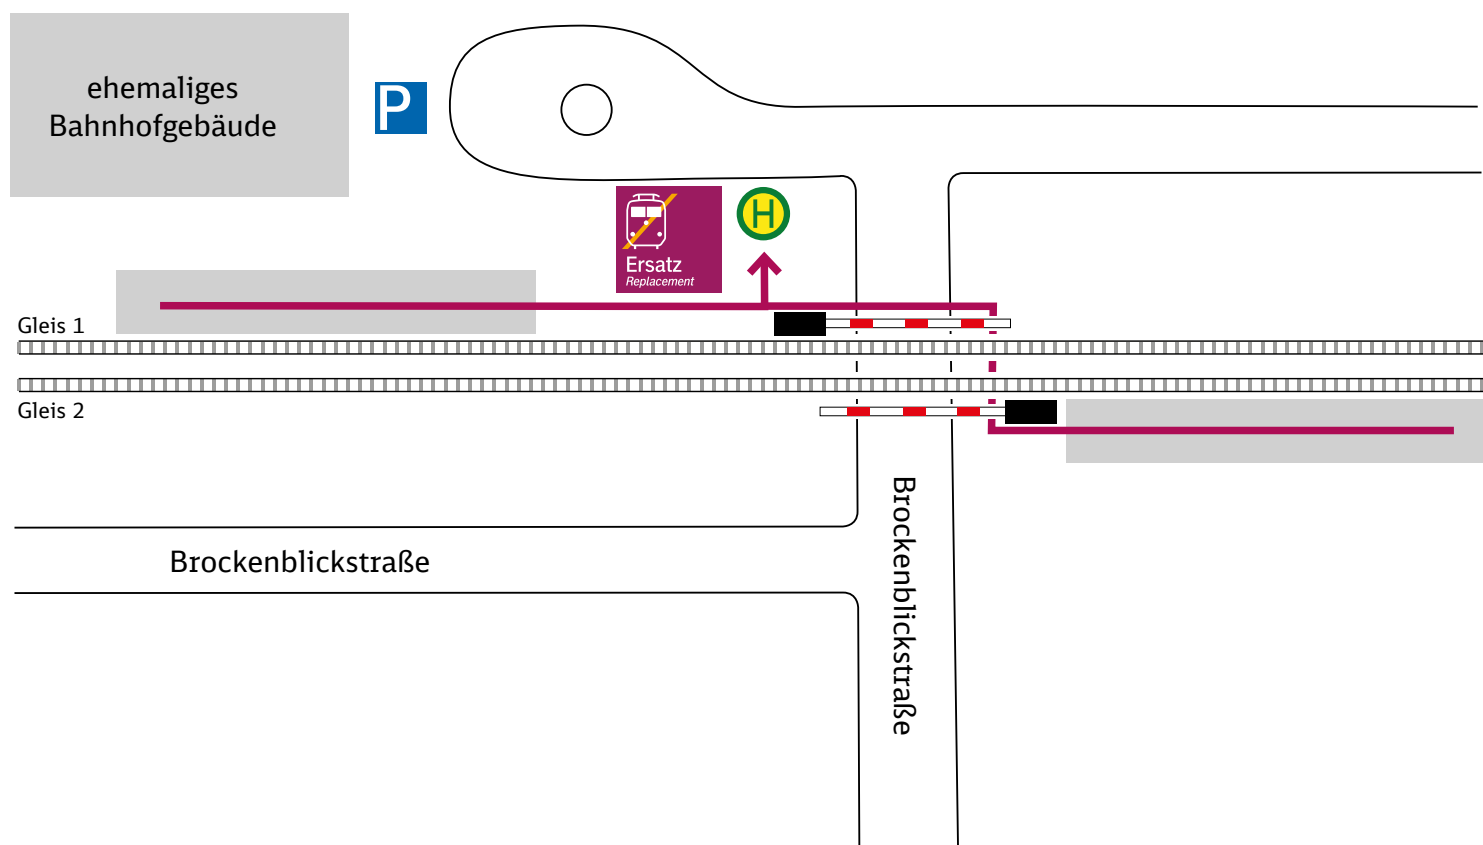 ehemaliges
Bahnhofgebäude
P
H
Ersatz
Replacement
Gleis 1
Gleis 2
Brockenblickstraße
Brockenblickstraße